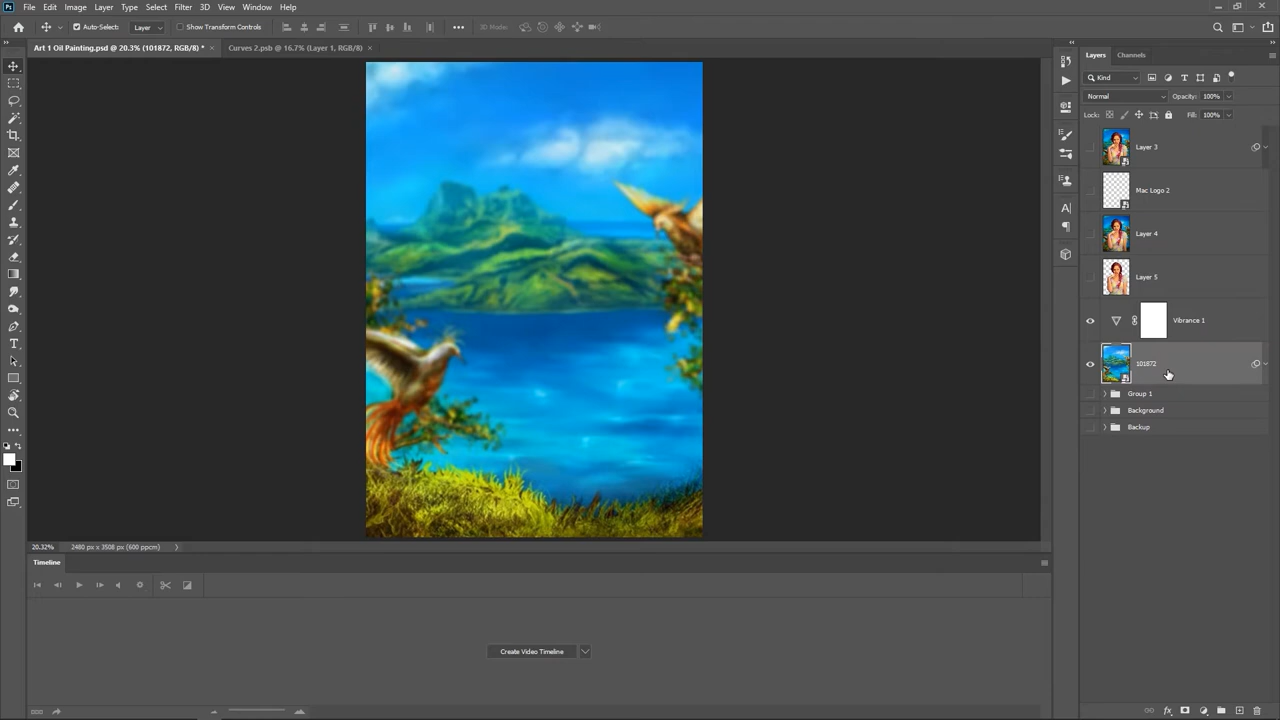 Ps File Edit Image Layer Type Select Filter 3D View Window Help
Auto-Select: Layer Show Transform Controls 3D Mode:
Art 1 Oil Painting.psd @ 20.3% (101872, RGB/8) * × Curves 2.psb @ 16.7% (Layer 1, RGB/8) ×
Layers Channels
Kind
Normal Opacity: 100%
Lock: Fill: 100%
Layer 3
Mac Logo 2
Layer 4
Layer 5
Vibrance 1
101872
Group 1
Background
Backup
20.32% 2480 px x 3508 px (600 ppcm)
Timeline
Create Video Timeline